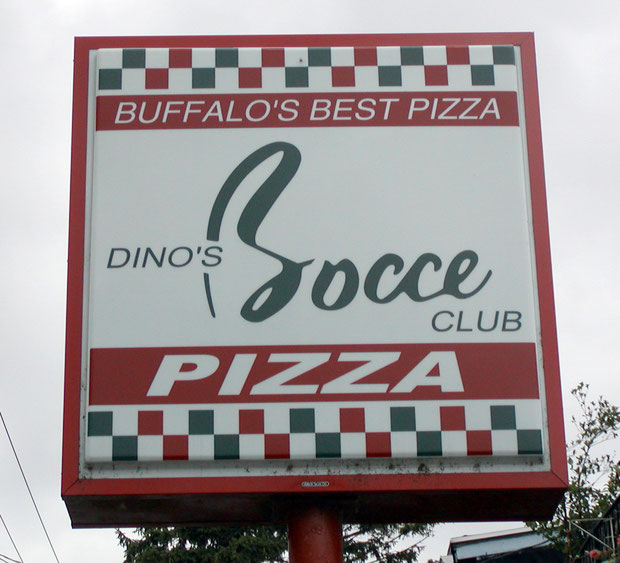 BUFFALO'S BEST PIZZA
DINO'S Bocce
CLUB
PIZZA